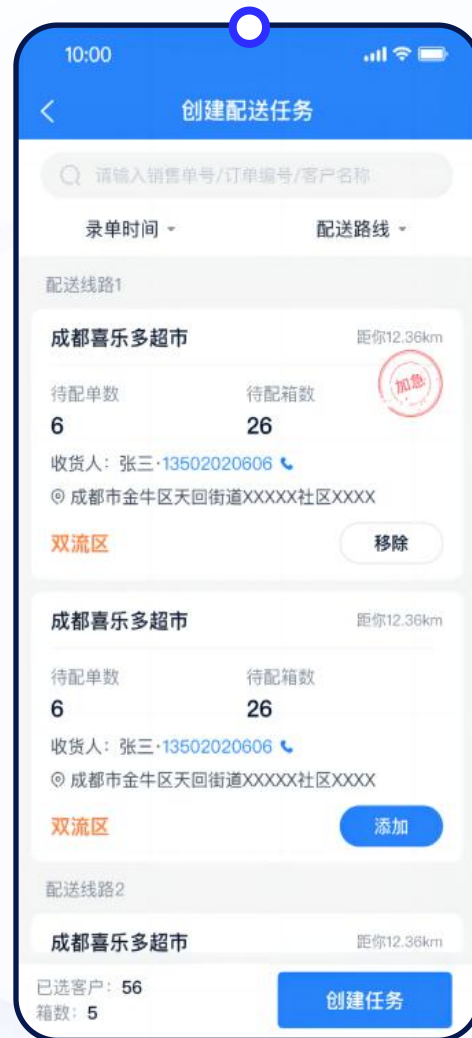 10:00
创建配送任务
请输入销售单号/订单编号/客户名称
录单时间
配送路线
配送线路1
成都喜乐多超市
距你12.36km
加急
待配单数
待配箱数
6
26
收货人：张三·13502020606
成都市金牛区天回街道XXXXX社区XXXX
双流区
移除
成都喜乐多超市
距你12.36km
待配单数
待配箱数
6
26
收货人：张三·13502020606
成都市金牛区天回街道XXXXX社区XXXX
双流区
添加
配送线路2
成都喜乐多超市
距你12.36km
已选客户：56
箱数：5
创建任务